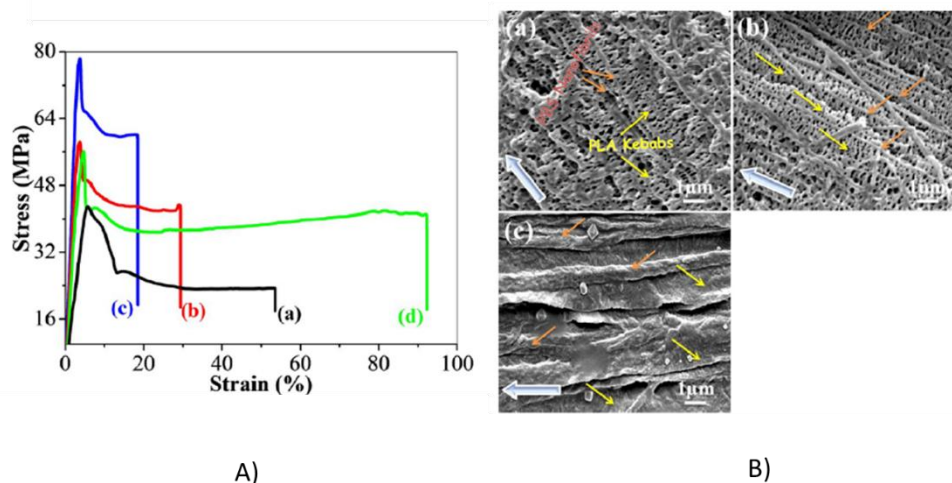 80
64
48
32
16
Stress (MPa)
0
20
40
60
80
100
Strain (%)
(c)
(b)
(a)
(d)
(a)
PLA Kebabs
1μm
(b)
1μm
(c)
1μm
A)
B)